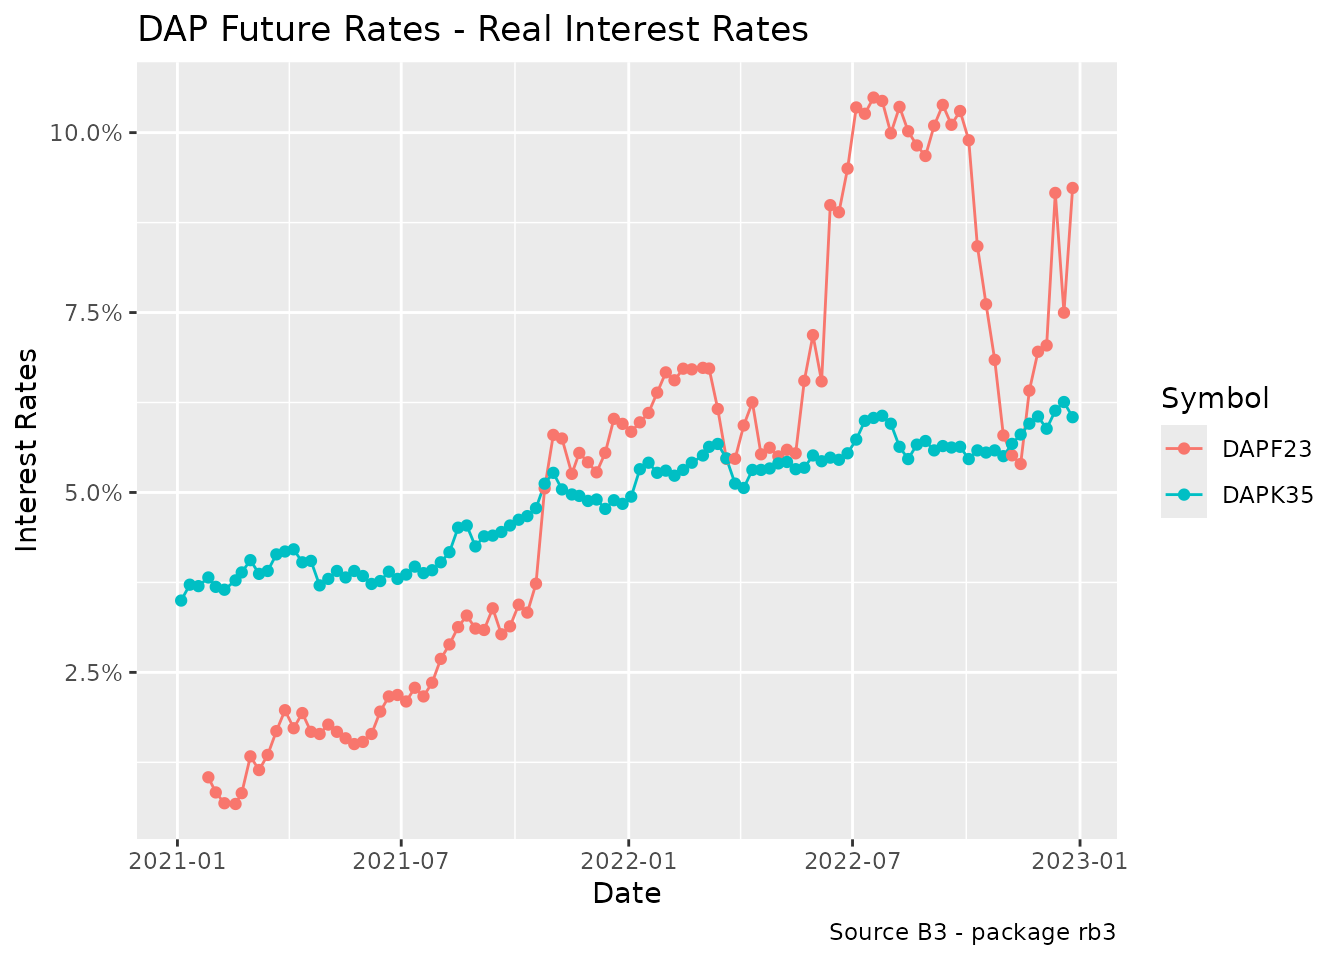 DAP Future Rates - Real Interest Rates
10.0%
7.5%
5.0%
2.5%
Interest Rates
2021-01
2021-07
2022-01
2022-07
2023-01
Date
Symbol
DAPF23
DAPK35
Source B3 - package rb3